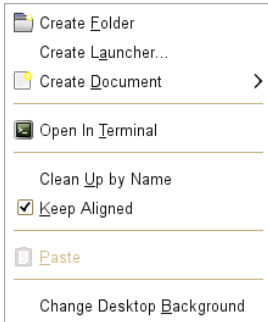 Create Folder
Create Launcher...
Create Document
Open In Terminal
Clean Up by Name
Keep Aligned
Paste
Change Desktop Background